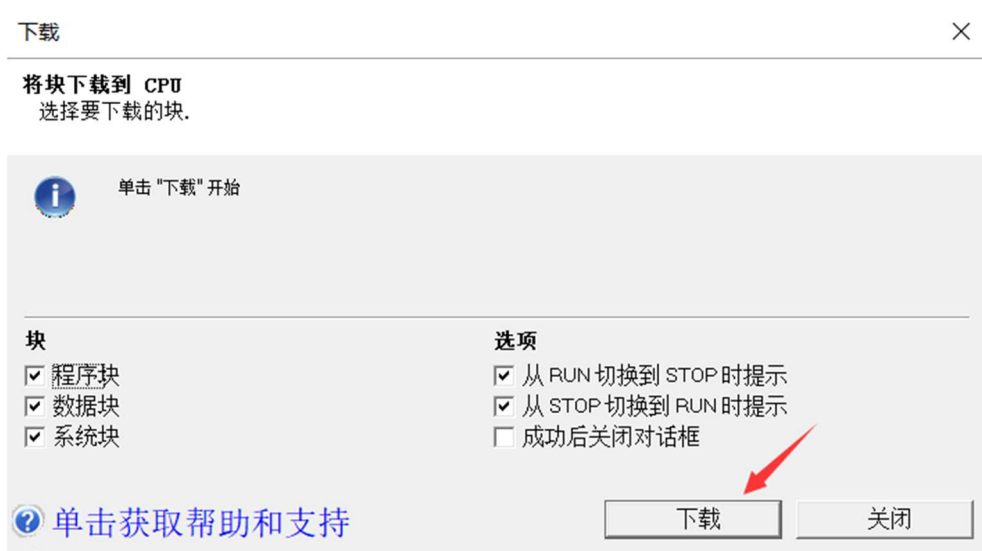 下载
将块下载到 CPU
选择要下载的块.
单击 "下载" 开始
块
选项
程序块
从 RUN 切换到 STOP 时提示
数据块
从 STOP 切换到 RUN 时提示
系统块
成功后关闭对话框
单击获取帮助和支持
下载
关闭